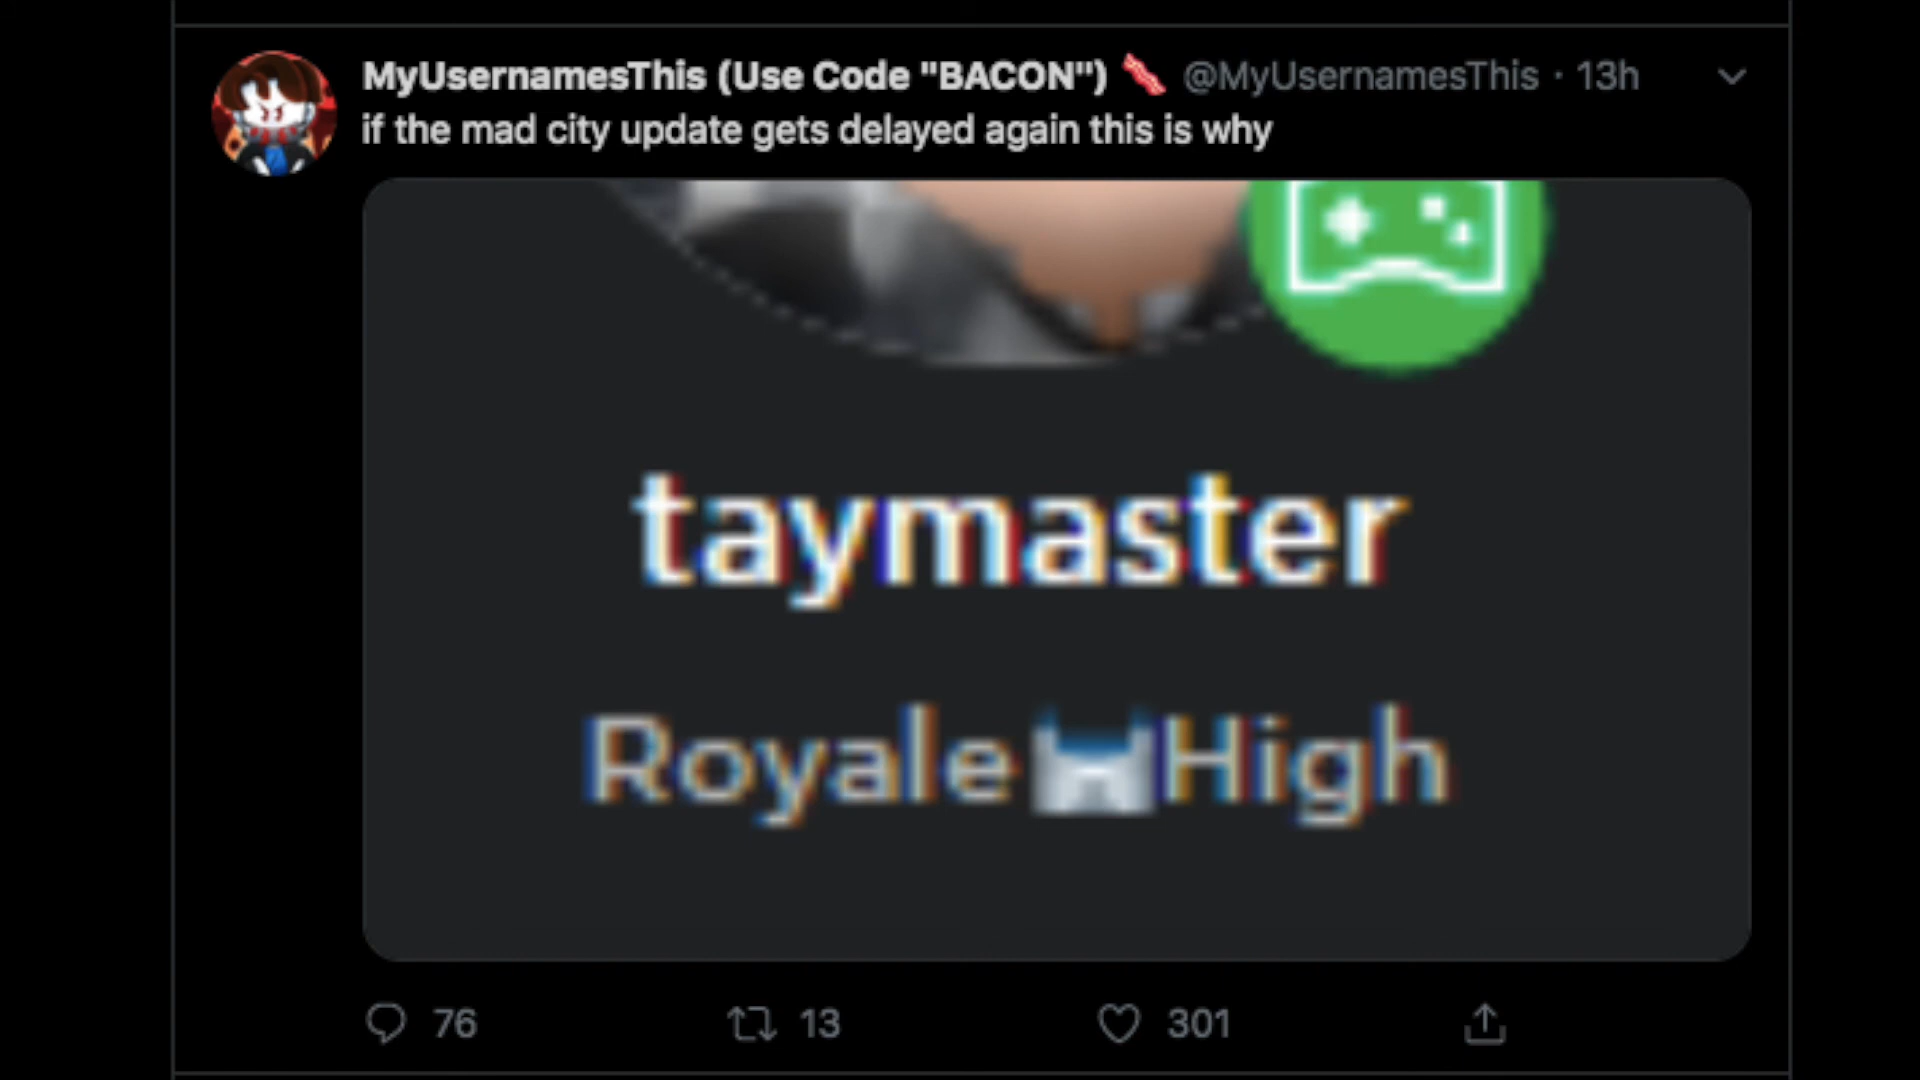 MyUsernamesThis (Use Code "BACON") 🥓 @MyUsernamesThis · 13h
if the mad city update gets delayed again this is why
taymaster
Royale🏰High
76 13 301